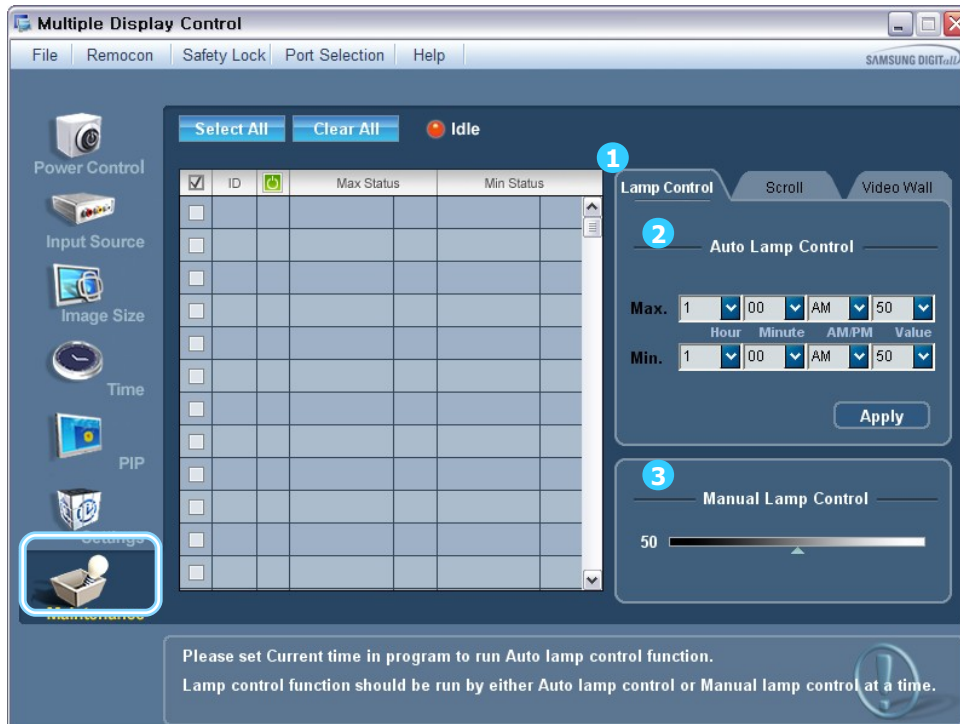 Multiple Display Control
File Remocon Safety Lock Port Selection Help
SAMSUNG DIGITall
Select All Clear All Idle
Power Control
Input Source
Image Size
Time
PIP
Settings
Maintenance
ID Max Status Min Status
1
Lamp Control Scroll Video Wall
2
Auto Lamp Control
Max. 1 00 AM 50
Hour Minute AM/PM Value
Min. 1 00 AM 50
Apply
3
Manual Lamp Control
50
Please set Current time in program to run Auto lamp control function.
Lamp control function should be run by either Auto lamp control or Manual lamp control at a time.